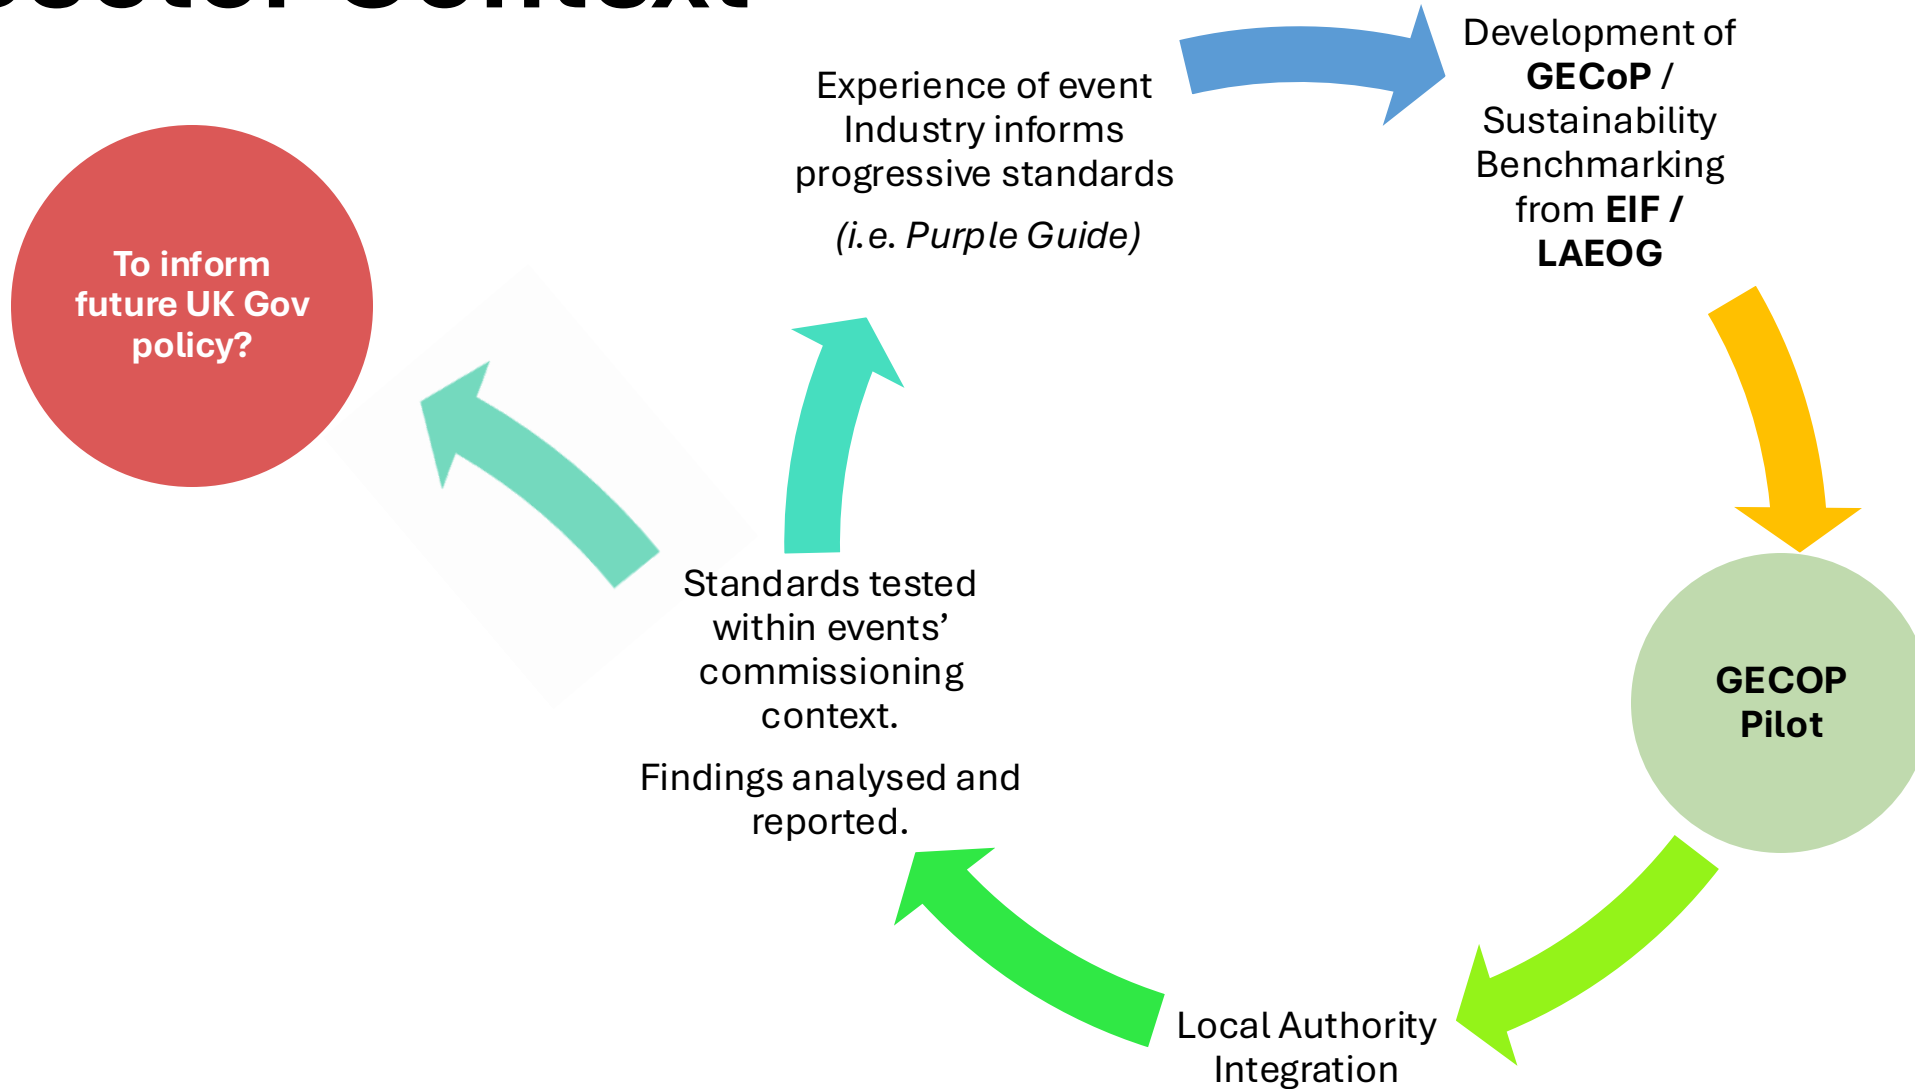 Context
Experience of event
Industry informs
progressive standards
(i.e. Purple Guide)
Development of
GECoP /
Sustainability
Benchmarking
from EIF /
LAEOG
GECOP
Pilot
Local Authority
Integration
Standards tested
within events’
commissioning
context.
Findings analysed and
reported.
To inform
future UK Gov
policy?